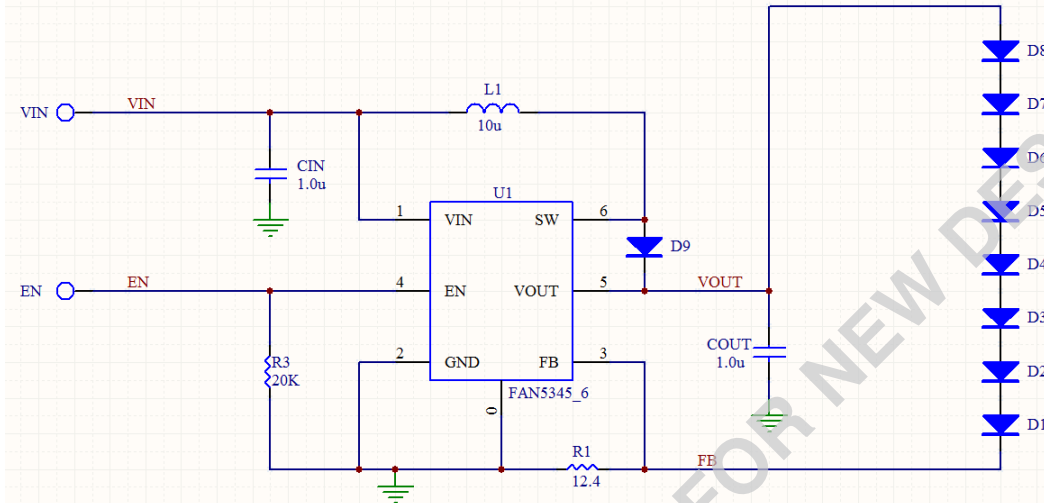 D8
D7
D6
D5
D4
D3
D2
D1
VIN
VIN
L1
10u
CIN
1.0u
U1
1
VIN
SW
6
D9
EN
EN
4
EN
VOUT
5
VOUT
COUT
1.0u
2
GND
FB
3
R3
20K
0
FAN5345_6
R1
12.4
FB
FOR NEW DES